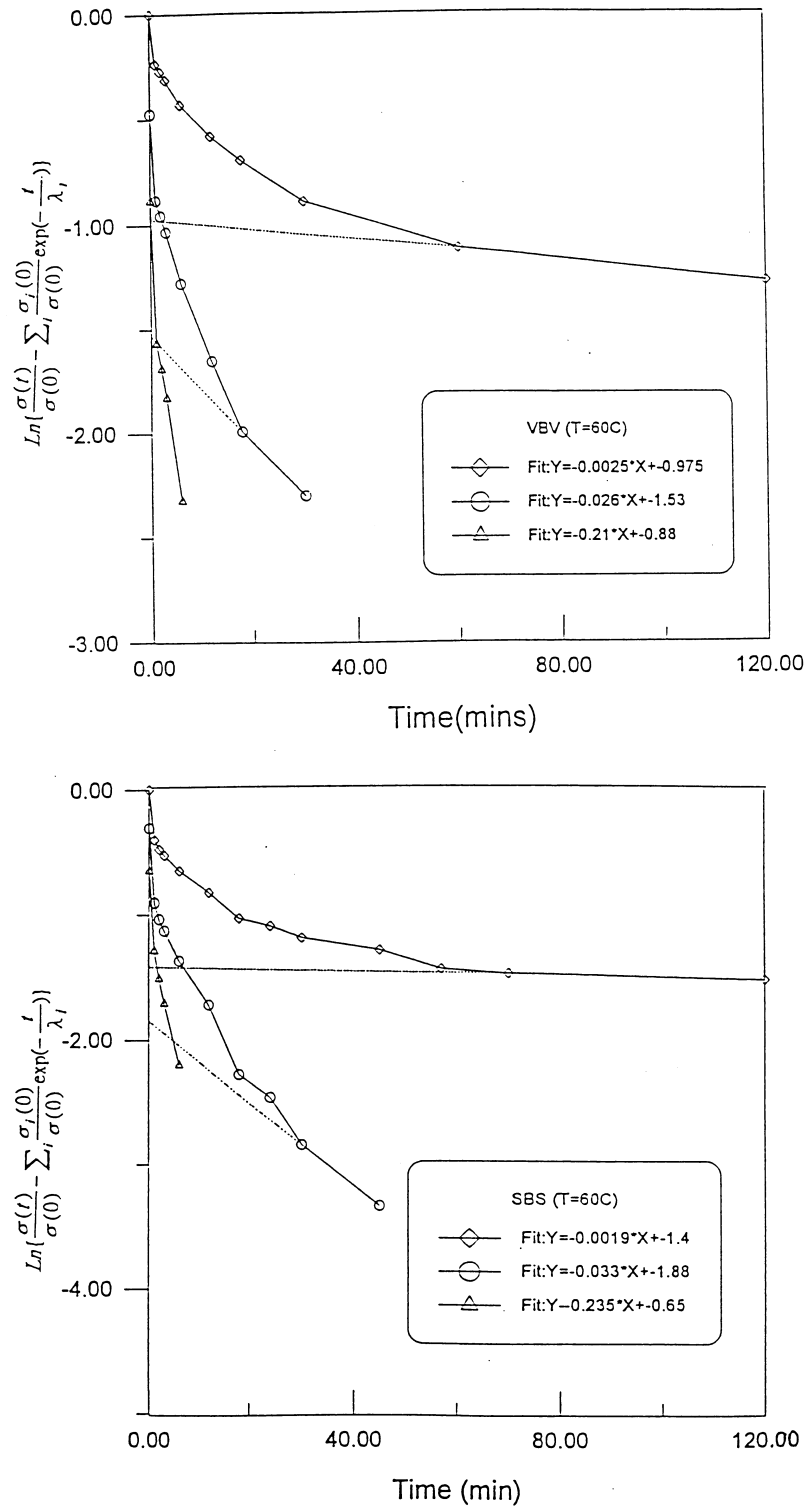 0.00
-1.00
-2.00
-3.00
Ln{σ(t)/σ(0) - ∑i σi(0)/σ(0) exp(-t/λi)}
VBV (T=60C)
Fit:Y=-0.0025*X+-0.975
Fit:Y=-0.026*X+-1.53
Fit:Y=-0.21*X+-0.88
0.00 40.00 80.00 120.00
Time(mins)
0.00
-2.00
-4.00
Ln{σ(t)/σ(0) - ∑i σi(0)/σ(0) exp(-t/λi)}
SBS (T=60C)
Fit:Y=-0.0019*X+-1.4
Fit:Y=-0.033*X+-1.88
Fit:Y-0.235*X+-0.65
0.00 40.00 80.00 120.00
Time (min)